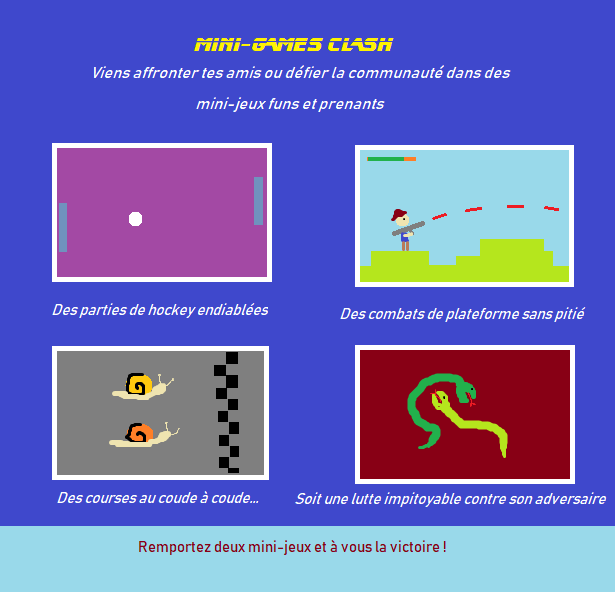 MINI-GAMES CLASH
Viens affronter tes amis ou défier la communauté dans des
mini-jeux funs et prenants
Des parties de hockey endiablées
Des combats de plateforme sans pitié
Des courses au coude à coude...
Soit une lutte impitoyable contre son adversaire
Remportez deux mini-jeux et à vous la victoire !